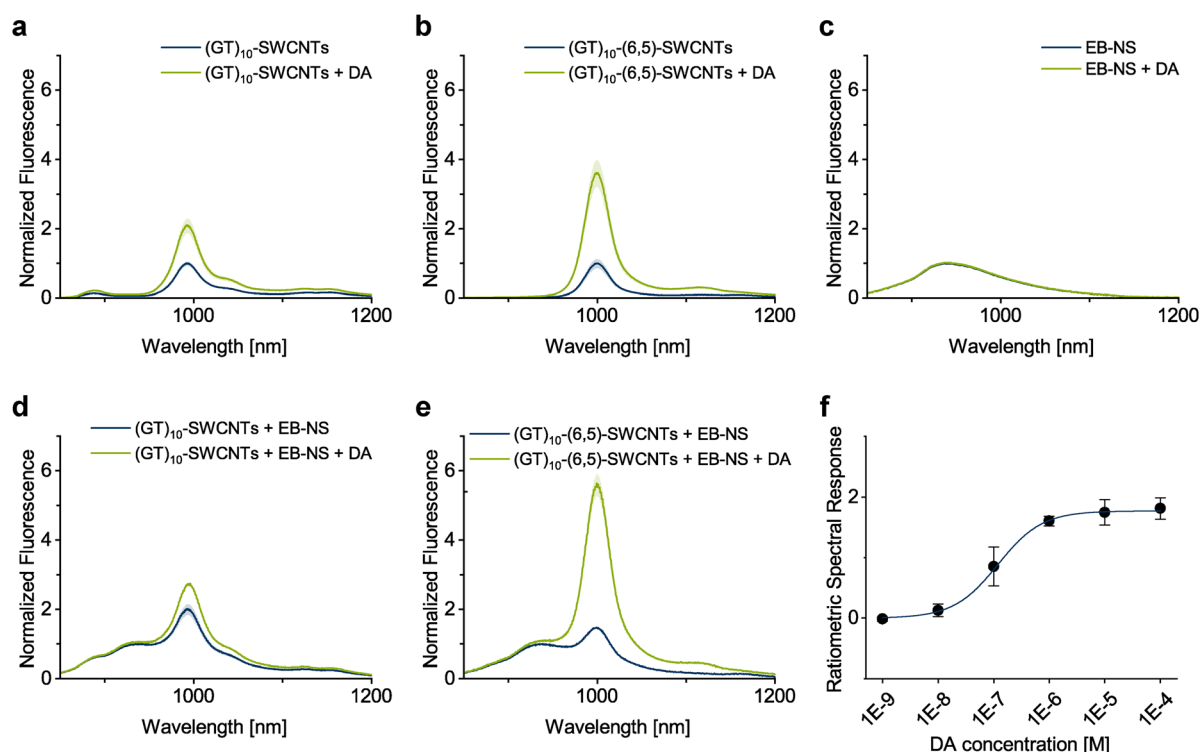 a
(GT)₁₀-SWCNTs
(GT)₁₀-SWCNTs + DA
Normalized Fluorescence
6
4
2
0
1000
1200
Wavelength [nm]
b
(GT)₁₀-(6,5)-SWCNTs
(GT)₁₀-(6,5)-SWCNTs + DA
Normalized Fluorescence
6
4
2
0
1000
1200
Wavelength [nm]
c
EB-NS
EB-NS + DA
Normalized Fluorescence
6
4
2
0
1000
1200
Wavelength [nm]
d
(GT)₁₀-SWCNTs + EB-NS
(GT)₁₀-SWCNTs + EB-NS + DA
Normalized Fluorescence
6
4
2
0
1000
1200
Wavelength [nm]
e
(GT)₁₀-(6,5)-SWCNTs + EB-NS
(GT)₁₀-(6,5)-SWCNTs + EB-NS + DA
Normalized Fluorescence
6
4
2
0
1000
1200
Wavelength [nm]
f
Ratiometric Spectral Response
2
0
1E-9
1E-8
1E-7
1E-6
1E-5
1E-4
DA concentration [M]